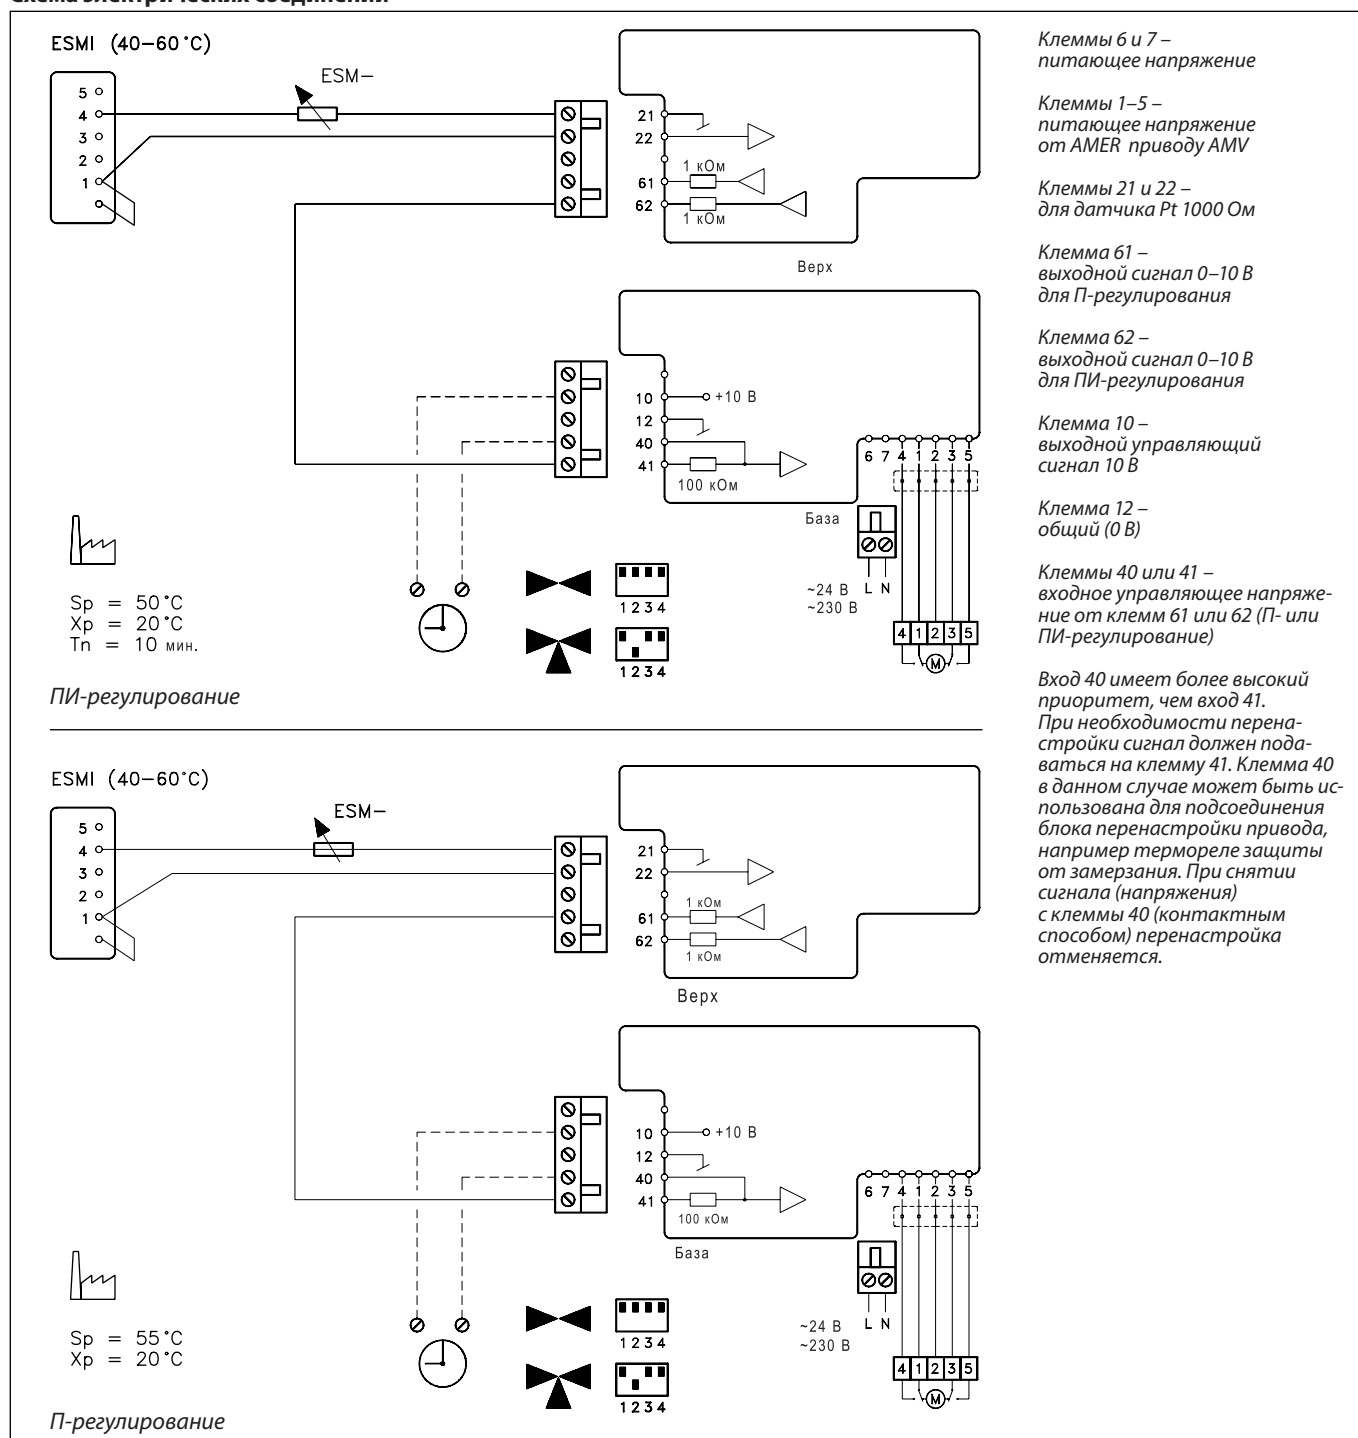 Схема электрических соединений
ESMI (40–60°C)
ESM–
5
4
3
2
1
21
22
61
62
1 кОм
1 кОм
Верх
10
12
40
41
+10 В
100 кОм
База
6 7 4 1 2 3 5
~24 В
~230 В
L N
4 1 2 3 5
M
1 2 3 4
1 2 3 4
Sp = 50°C
Xp = 20°C
Tn = 10 мин.
ПИ-регулирование
ESMI (40–60°C)
ESM–
5
4
3
2
1
21
22
61
62
1 кОм
1 кОм
Верх
10
12
40
41
+10 В
100 кОм
База
6 7 4 1 2 3 5
~24 В
~230 В
L N
4 1 2 3 5
M
1 2 3 4
1 2 3 4
Sp = 55°C
Xp = 20°C
П-регулирование
Клеммы 6 и 7 –
питающее напряжение
Клеммы 1–5 –
питающее напряжение
от AMER приводу AMV
Клеммы 21 и 22 –
для датчика Pt 1000 Ом
Клемма 61 –
выходной сигнал 0–10 В
для П-регулирования
Клемма 62 –
выходной сигнал 0–10 В
для ПИ-регулирования
Клемма 10 –
выходной управляющий
сигнал 10 В
Клемма 12 –
общий (0 В)
Клеммы 40 или 41 –
входное управляющее напряже-
ние от клемм 61 или 62 (П- или
ПИ-регулирование)
Вход 40 имеет более высокий
приоритет, чем вход 41.
При необходимости перена-
стройки сигнал должен пода-
ваться на клемму 41. Клемма 40
в данном случае может быть ис-
пользована для подсоединения
блока перенастройки привода,
например термореле защиты
от замерзания. При снятии
сигнала (напряжения)
с клеммы 40 (контактным
способом) перенастройка
отменяется.